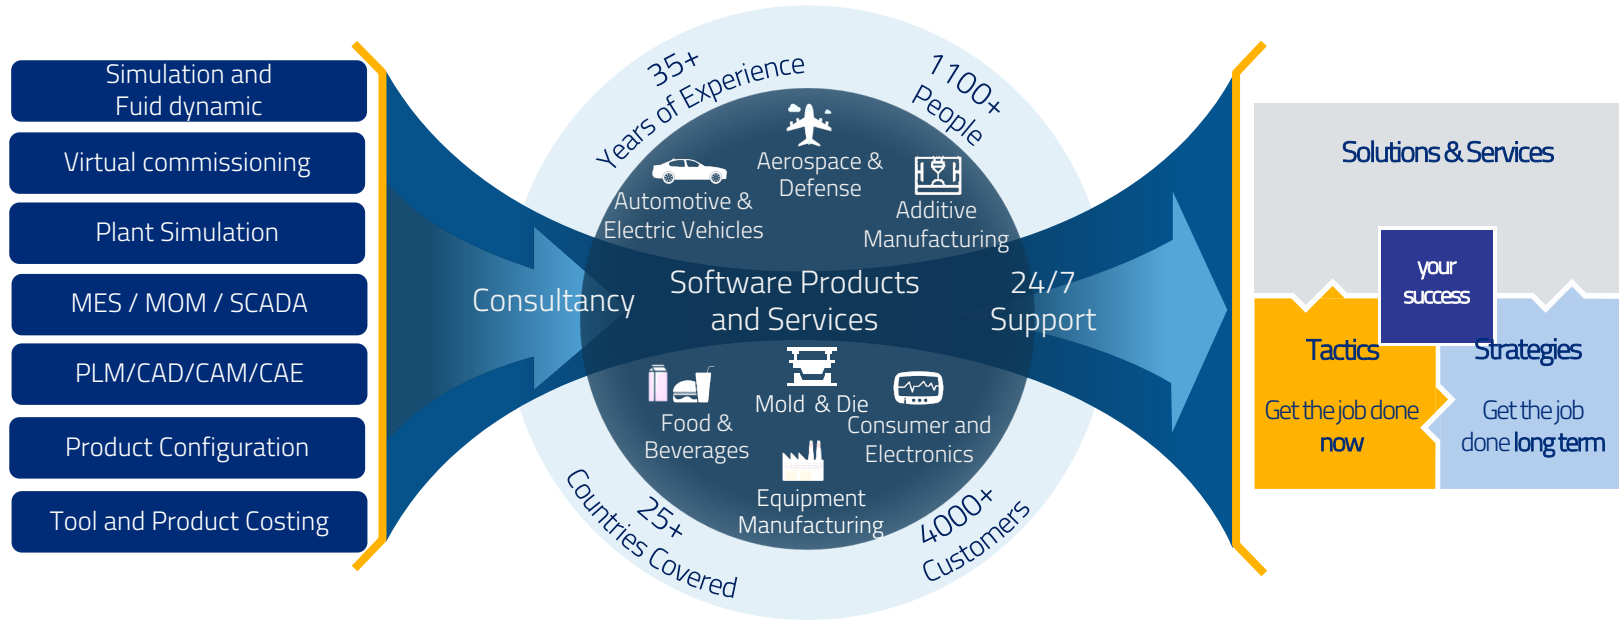 Simulation and
Fuid dynamic
Virtual commissioning
Plant Simulation
MES / MOM / SCADA
PLM/CAD/CAM/CAE
Product Configuration
Tool and Product Costing
35+
Years of Experience
1100+
People
Aerospace &
Defense
Automotive &
Electric Vehicles
Additive
Manufacturing
Consultancy
Software Products
and Services
24/7
Support
Mold & Die
Food &
Beverages
Consumer and
Electronics
Equipment
Manufacturing
25+
Countries Covered
4000+
Customers
Solutions & Services
your
success
Tactics
Get the job done
now
Strategies
Get the job
done long term